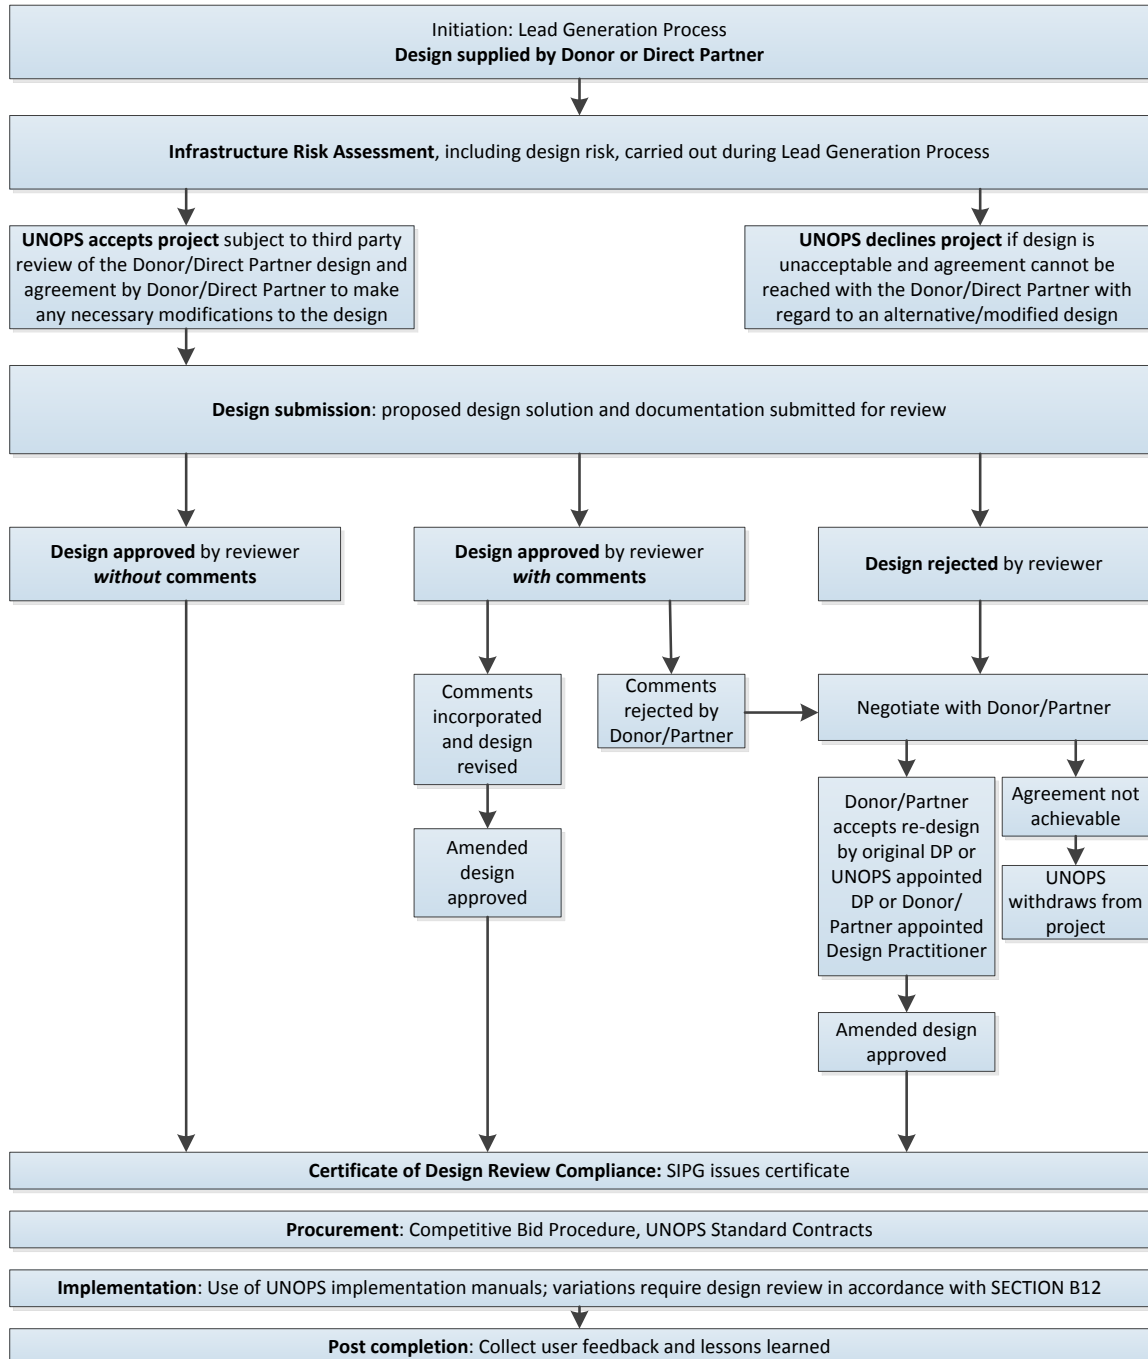 Initiation: Lead Generation Process
Design supplied by Donor or Direct Partner
Infrastructure Risk Assessment, including design risk, carried out during Lead Generation Process
UNOPS accepts project subject to third party
review of the Donor/Direct Partner design and
agreement by Donor/Direct Partner to make
any necessary modifications to the design
UNOPS declines project if design is
unacceptable and agreement cannot be
reached with the Donor/Direct Partner with
regard to an alternative/modified design
Design submission: proposed design solution and documentation submitted for review
Design approved by reviewer
without comments
Design approved by reviewer
with comments
Design rejected by reviewer
Comments
incorporated
and design
revised
Comments
rejected by
Donor/Partner
Negotiate with Donor/Partner
Amended
design
approved
Donor/Partner
accepts re-design
by original DP or
UNOPS appointed
DP or Donor/
Partner appointed
Design Practitioner
Agreement not
achievable
UNOPS
withdraws from
project
Amended design
approved
Certificate of Design Review Compliance: SIPG issues certificate
Procurement: Competitive Bid Procedure, UNOPS Standard Contracts
Implementation: Use of UNOPS implementation manuals; variations require design review in accordance with SECTION B12
Post completion: Collect user feedback and lessons learned